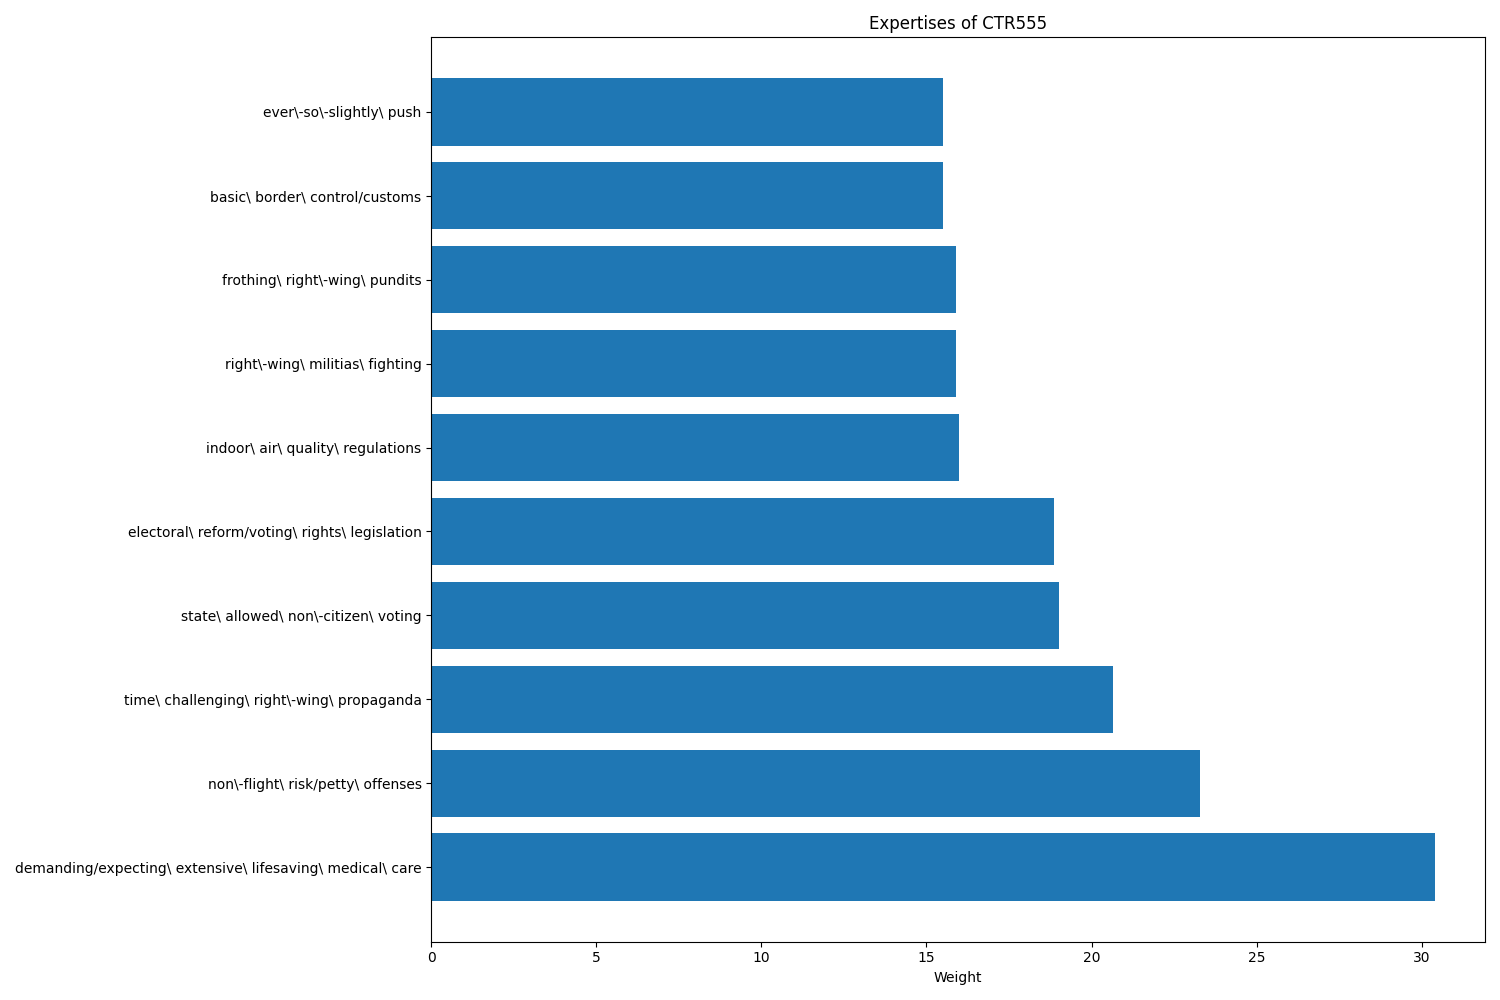 Expertises of CTR555
ever\-so\-slightly\ push
basic\ border\ control/customs
frothing\ right\-wing\ pundits
right\-wing\ militias\ fighting
indoor\ air\ quality\ regulations
electoral\ reform/voting\ rights\ legislation
state\ allowed\ non\-citizen\ voting
time\ challenging\ right\-wing\ propaganda
non\-flight\ risk/petty\ offenses
demanding/expecting\ extensive\ lifesaving\ medical\ care
0 5 10 15 20 25 30
Weight